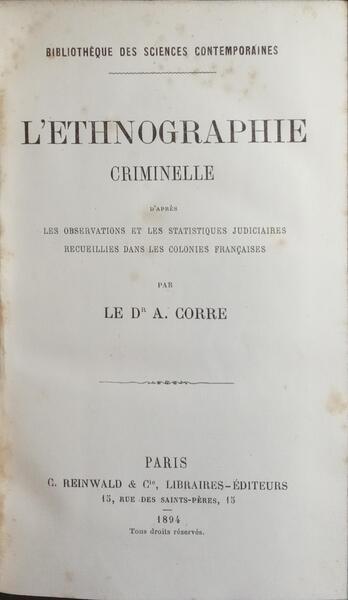 BIBLIOTHÈQUE DES SCIENCES CONTEMPORAINES
L'ETHNOGRAPHIE
CRIMINELLE
D'APRÈS
LES OBSERVATIONS ET LES STATISTIQUES JUDICIAIRES
RECUEILLIES DANS LES COLONIES FRANÇAISES
PAR
LE Dr A. CORRE
PARIS
C. REINWALD & Cie, LIBRAIRES-ÉDITEURS
15, RUE DES SAINTS-PÈRES, 15
1894
Tous droits réservés.